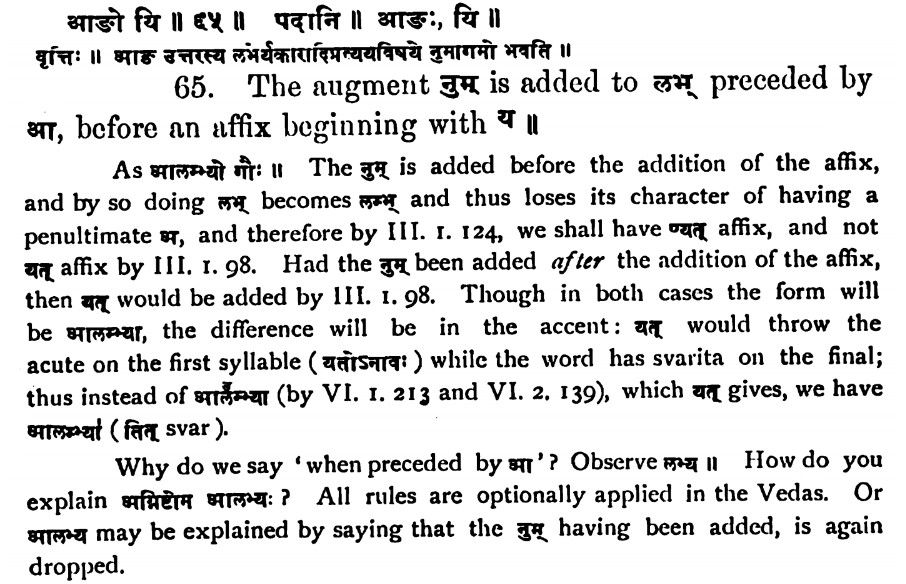 आङो यि ॥ ६५ ॥ पदानि ॥ आङः, यि ॥
वृत्तिः ॥ आङ उत्तरस्य लभेर्यकारादिप्रत्ययविषये नुमागमो भवति ॥
65. The augment नुम् is added to लभ् preceded by
आ, before an affix beginning with य ॥
As आलम्भ्यो गौः ॥ The नुम् is added before the addition of the affix,
and by so doing लभ् becomes लम्भ् and thus loses its character of having a
penultimate अ, and therefore by III. 1. 124, we shall have ण्यत् affix, and not
यत् affix by III. 1. 98. Had the नुम् been added after the addition of the affix,
then यत् would be added by III. 1. 98. Though in both cases the form will
be आलम्भ्या, the difference will be in the accent: यत् would throw the
acute on the first syllable (यतोऽनावः) while the word has svarita on the final;
thus instead of आल॑म्भ्या (by VI. 1. 213 and VI. 2. 139), which यत् gives, we have
आलम्भ्या॑ (तित् svar).
Why do we say 'when preceded by आ'? Observe लभ्य ॥ How do you
explain अग्निष्टोम आलभ्यः? All rules are optionally applied in the Vedas. Or
आलभ्य may be explained by saying that the नुम् having been added, is again
dropped.